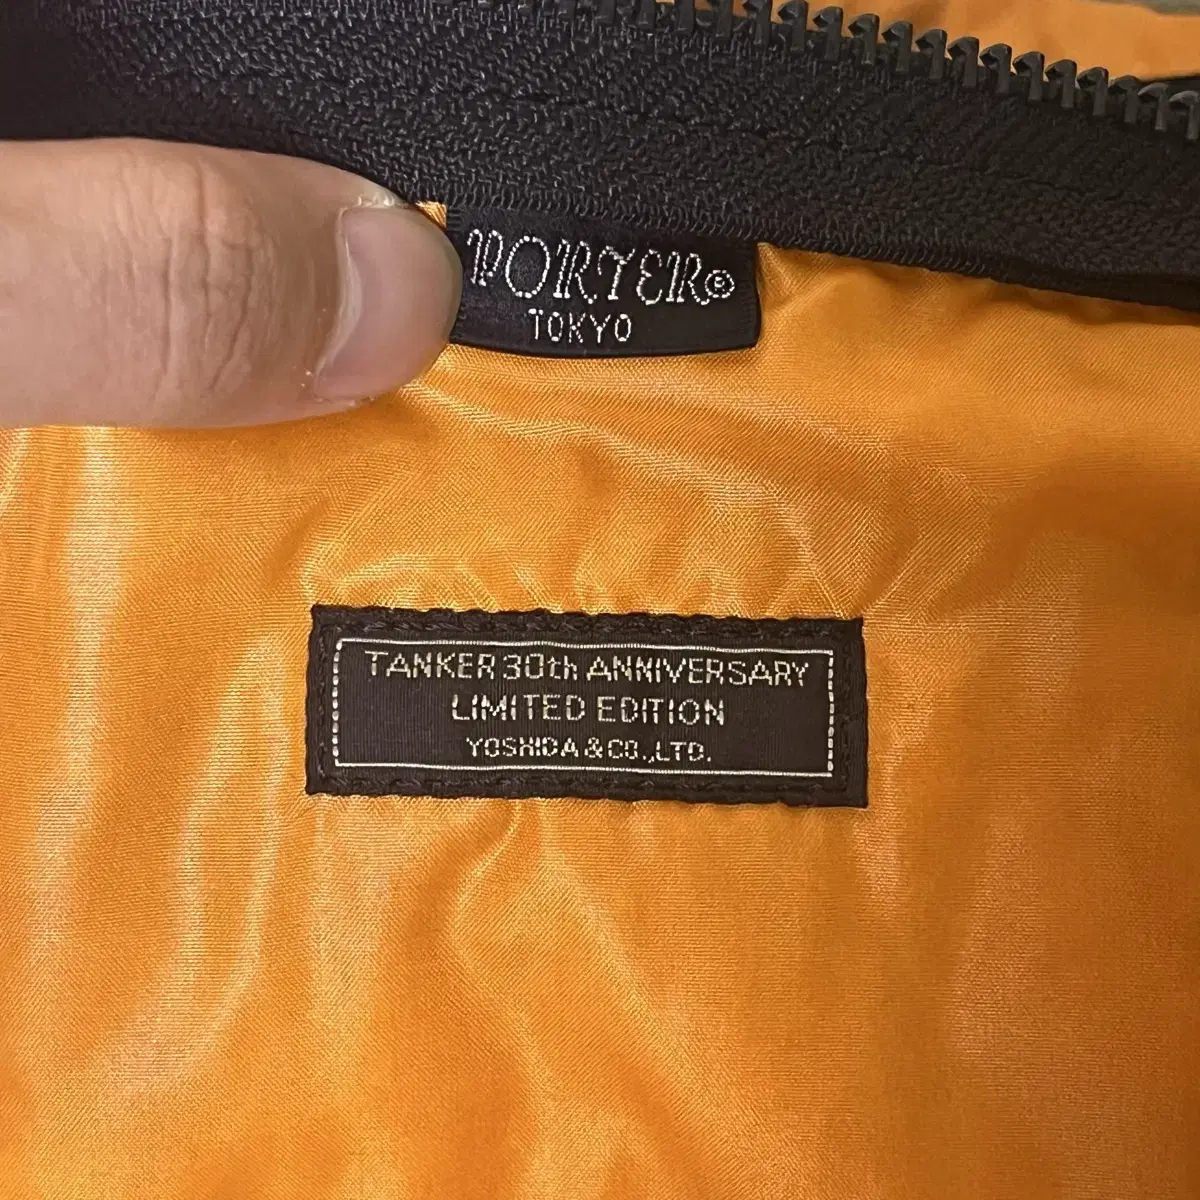 PORTER®
TOKYO
TANKER 30th ANNIVERSARY
LIMITED EDITION
YOSHIDA & CO.,LTD.